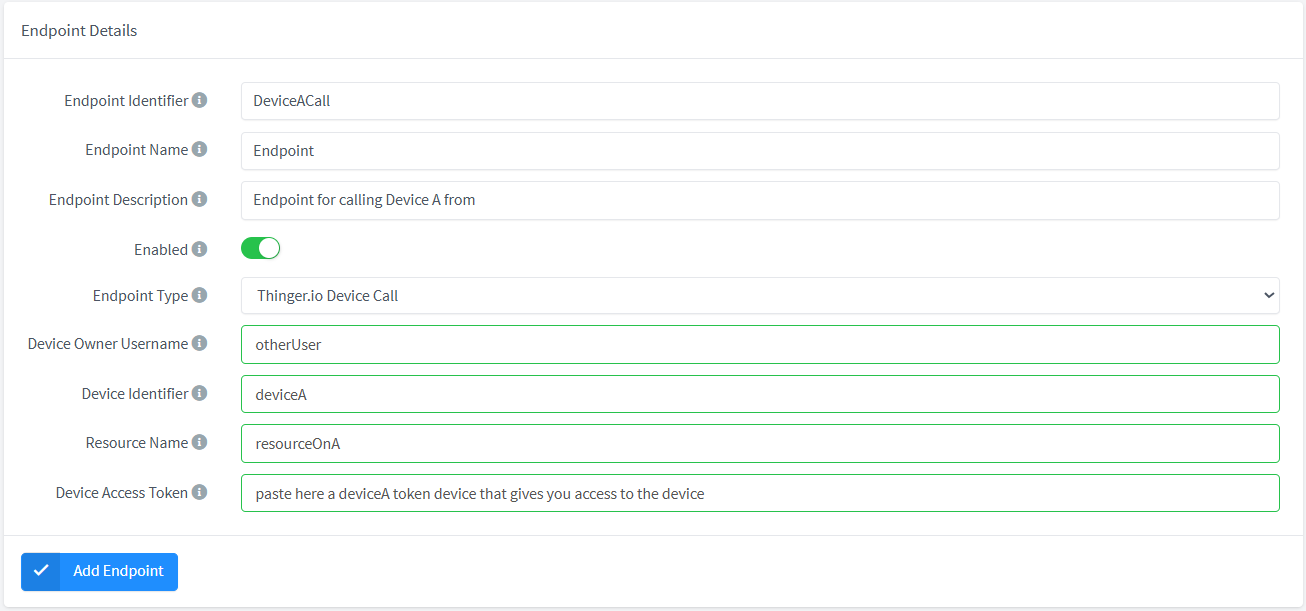 Endpoint Details
Endpoint Identifier DeviceACall
Endpoint Name Endpoint
Endpoint Description Endpoint for calling Device A from
Enabled
Endpoint Type Thinger.io Device Call
Device Owner Username otherUser
Device Identifier deviceA
Resource Name resourceOnA
Device Access Token paste here a deviceA token device that gives you access to the device
Add Endpoint